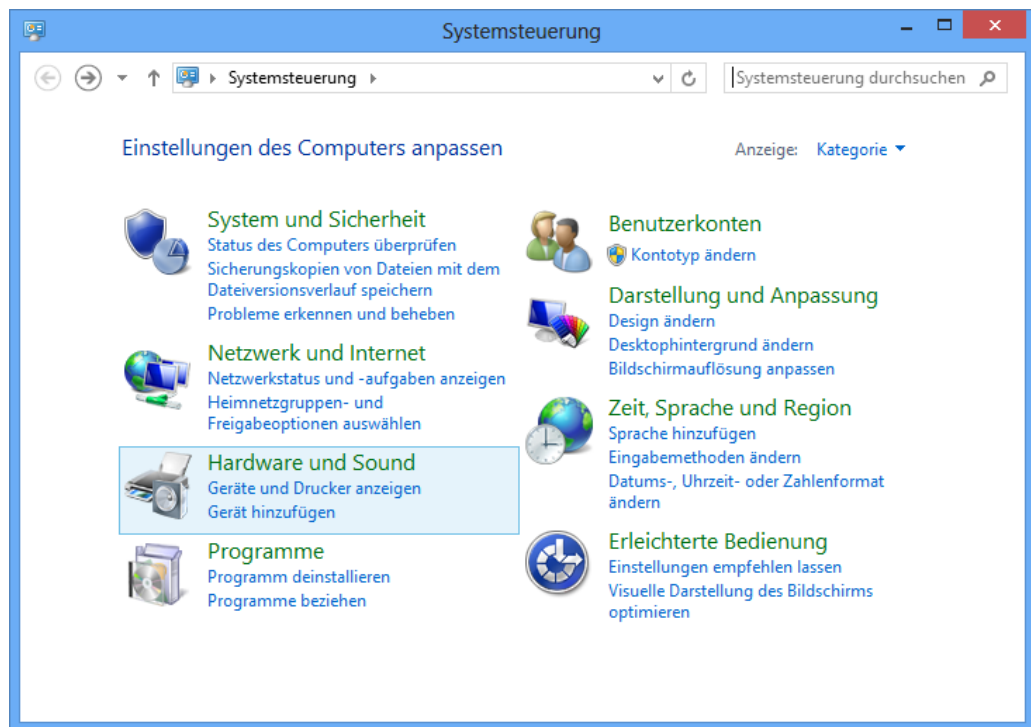 Systemsteuerung
Systemsteuerung
Systemsteuerung durchsuchen
Einstellungen des Computers anpassen
Anzeige: Kategorie
System und Sicherheit
Status des Computers überprüfen
Sicherungskopien von Dateien mit dem
Dateiversionsverlauf speichern
Probleme erkennen und beheben
Netzwerk und Internet
Netzwerkstatus und -aufgaben anzeigen
Heimnetzgruppen- und
Freigabeoptionen auswählen
Hardware und Sound
Geräte und Drucker anzeigen
Gerät hinzufügen
Programme
Programm deinstallieren
Programme beziehen
Benutzerkonten
Kontotyp ändern
Darstellung und Anpassung
Design ändern
Desktophintergrund ändern
Bildschirmauflösung anpassen
Zeit, Sprache und Region
Sprache hinzufügen
Eingabemethoden ändern
Datums-, Uhrzeit- oder Zahlenformat
ändern
Erleichterte Bedienung
Einstellungen empfehlen lassen
Visuelle Darstellung des Bildschirms
optimieren